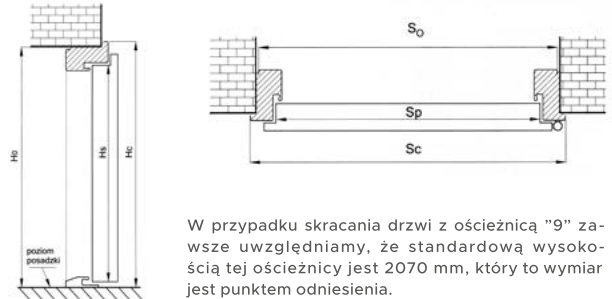 So
Sp
Sc
Ho
Hs
Hc
poziom
posadzki
W przypadku skracania drzwi z ościeżnicą ”9” za-
wsze uwzględniamy, że standardową wysoko-
ścią tej ościeżnicy jest 2070 mm, który to wymiar
jest punktem odniesienia.